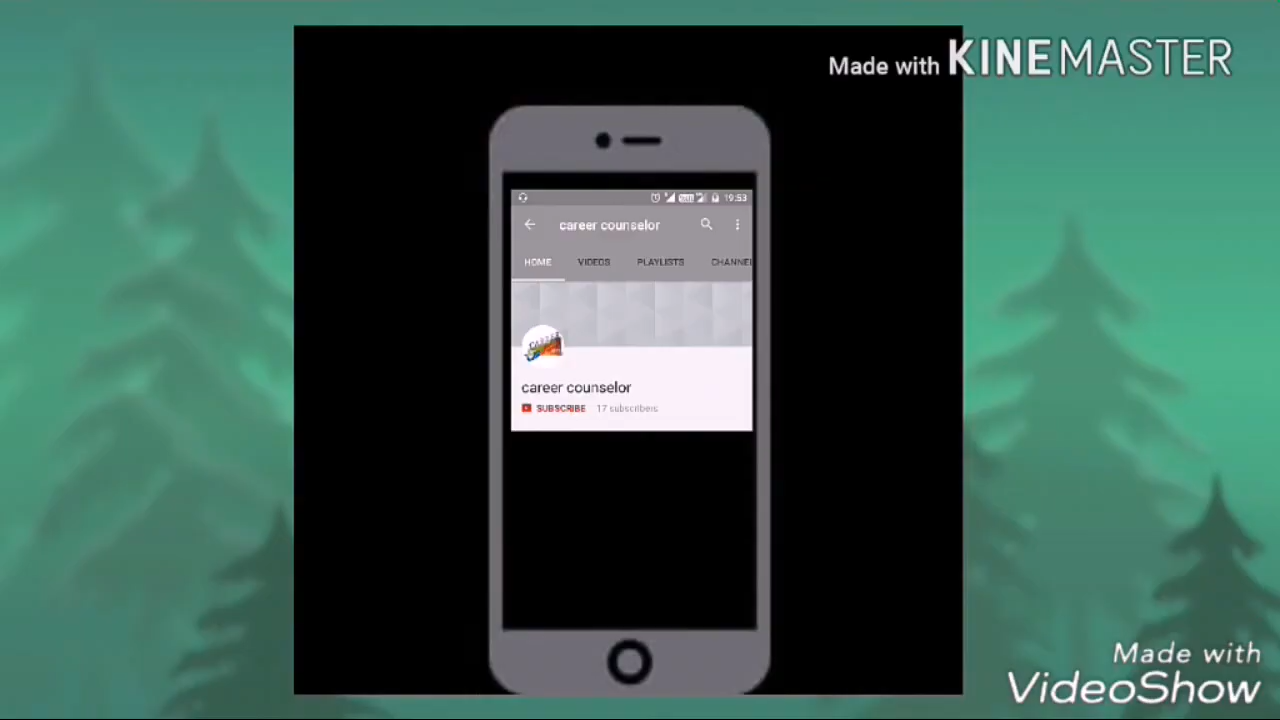 Made with KINEMASTER
19:53
career counselor
HOME VIDEOS PLAYLISTS CHANNEL
career counselor
SUBSCRIBE 17 subscribers
Made with
VideoShow